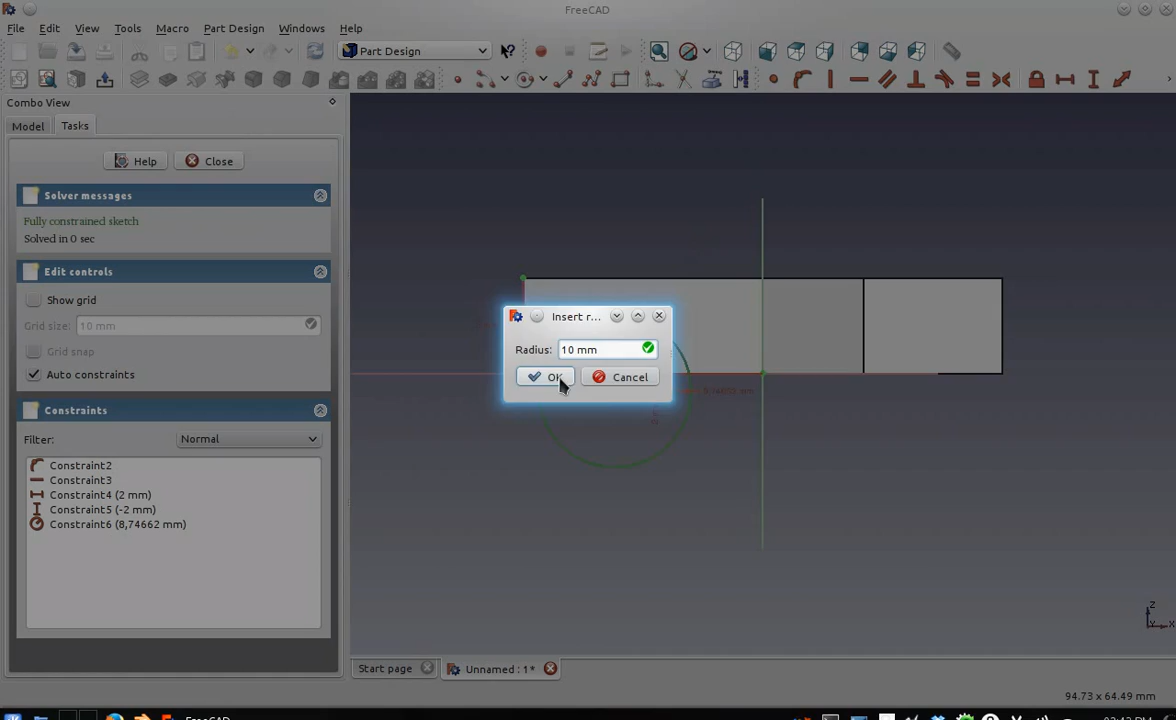 FreeCAD
File Edit View Tools Macro Part Design Windows Help
Part Design
Combo View
Model Tasks
Help Close
Solver messages
Fully constrained sketch
Solved in 0 sec
Edit controls
Show grid
Grid size: 10 mm
Grid snap
Auto constraints
Constraints
Filter: Normal
Constraint2
Constraint3
Constraint4 (2 mm)
Constraint5 (-2 mm)
Constraint6 (8,74662 mm)
Insert r...
Radius: 10 mm
OK Cancel
Z
Y X
Start page Unnamed : 1*
94.73 x 64.49 mm
FreeCAD